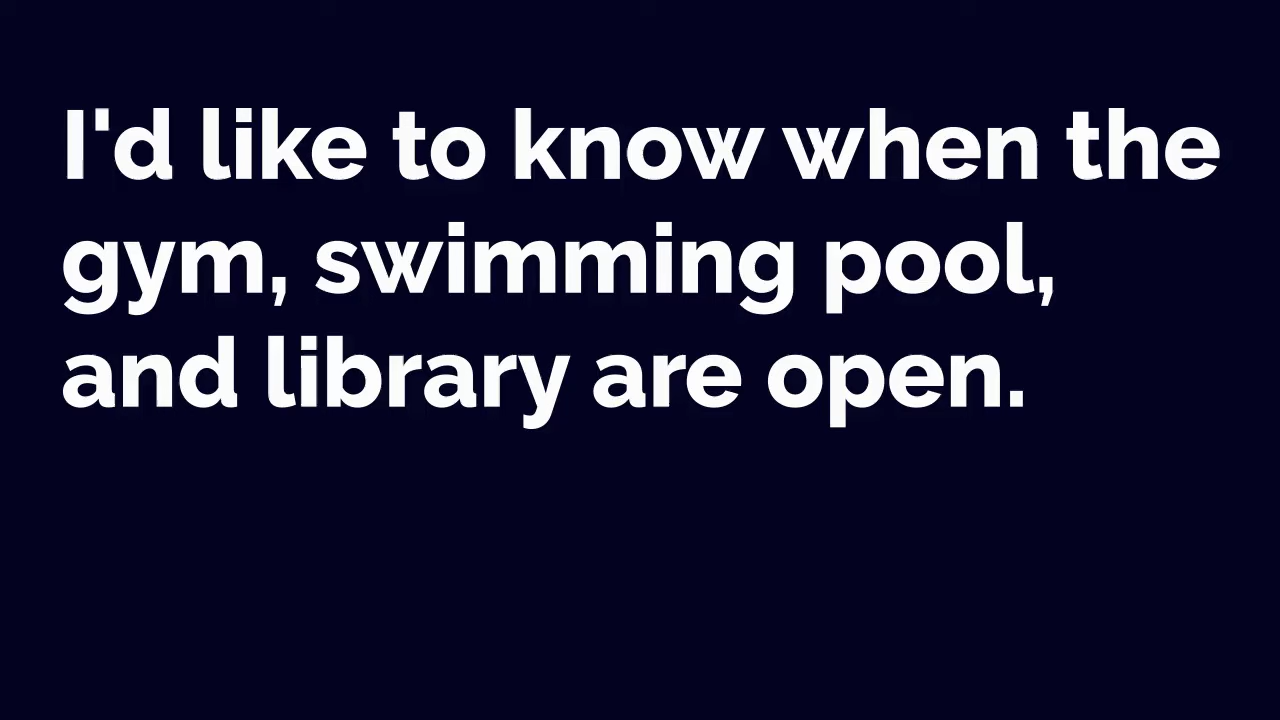 I'd like to know when the
gym, swimming pool,
and library are open.